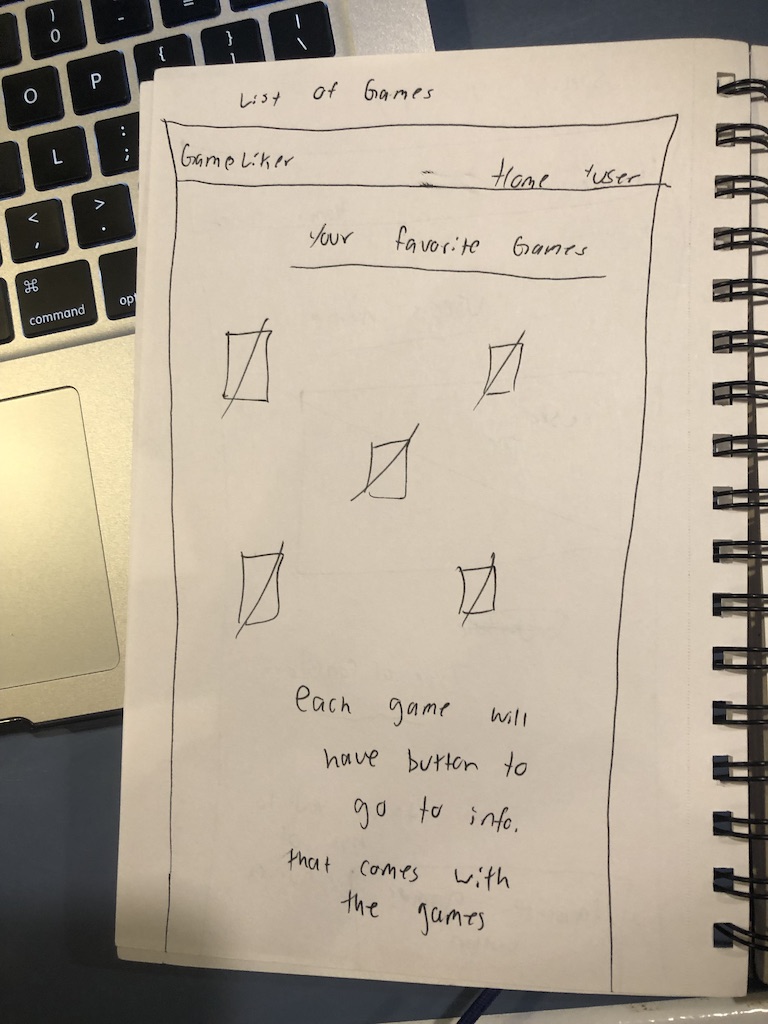 )
0
-
=
|
\
O
P
{
}
L
:
;
<
,
>
.
⌘
command
opt
List of Games
GameLiker
Home
User
Your favorite Games
each game will
have button to
go to info.
that comes with
the games